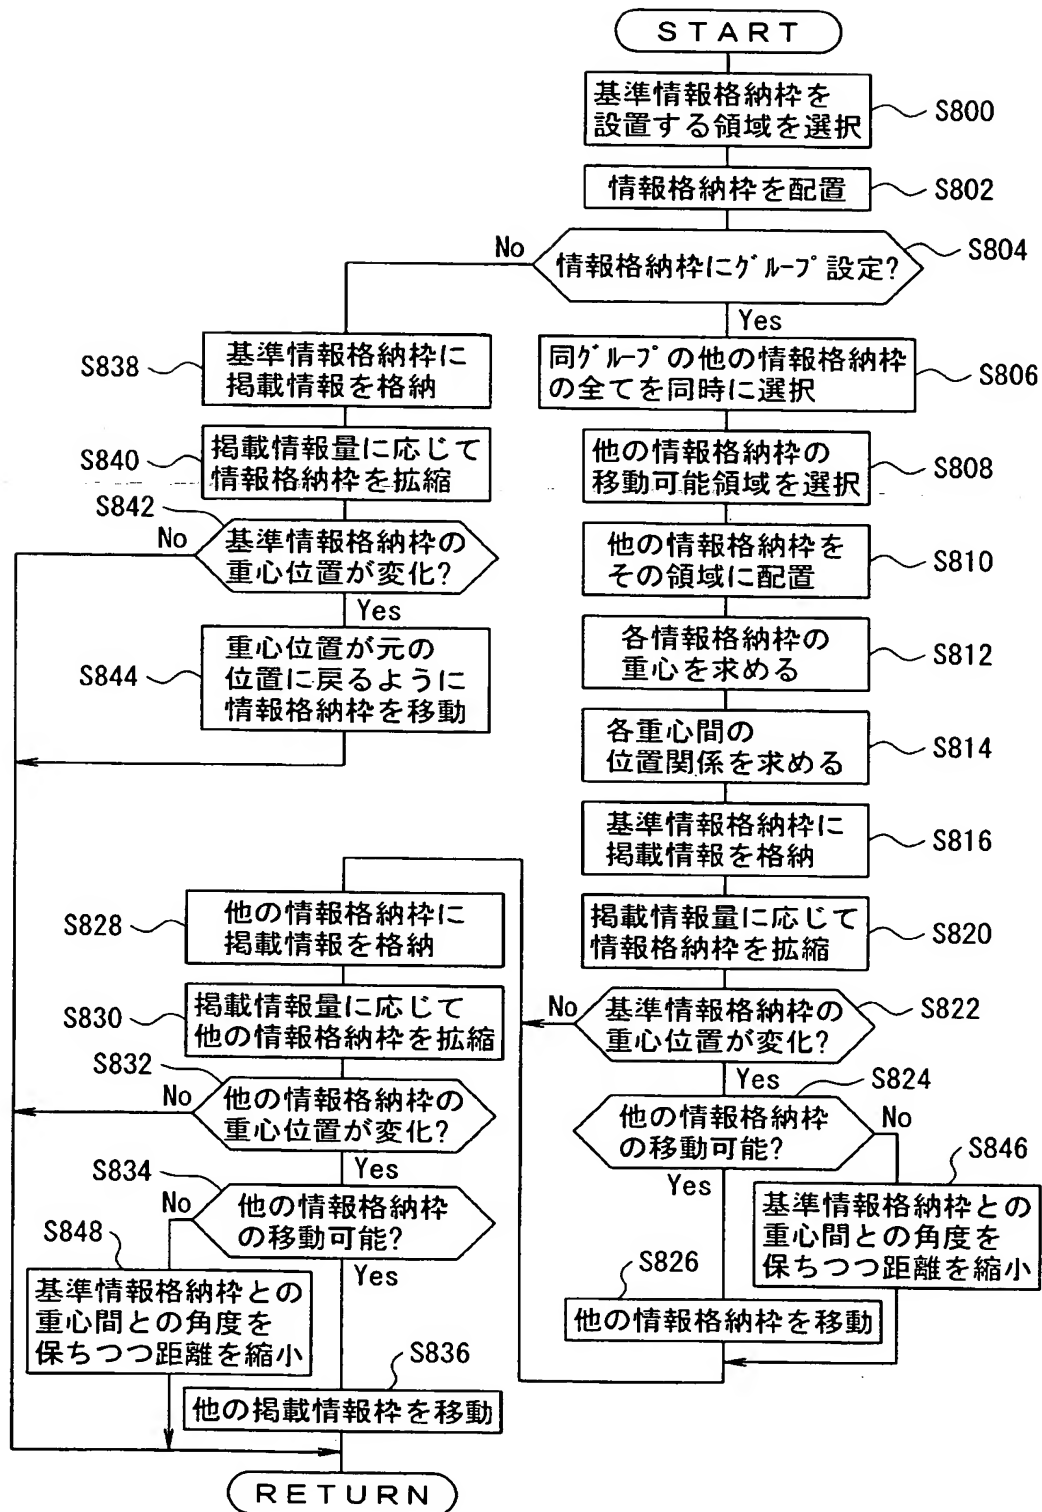 START
基準情報格納枠を
設置する領域を選択
S800
情報格納枠を配置
S802
情報格納枠にｸﾞﾙｰﾌﾟ設定?
S804
No
Yes
同ｸﾞﾙｰﾌﾟの他の情報格納枠
の全てを同時に選択
S806
他の情報格納枠の
移動可能領域を選択
S808
他の情報格納枠を
その領域に配置
S810
各情報格納枠の
重心を求める
S812
各重心間の
位置関係を求める
S814
基準情報格納枠に
掲載情報を格納
S816
掲載情報量に応じて
情報格納枠を拡縮
S820
基準情報格納枠の
重心位置が変化?
S822
No
Yes
他の情報格納枠
の移動可能?
S824
No
Yes
基準情報格納枠との
重心間との角度を
保ちつつ距離を縮小
S846
他の情報格納枠を移動
S826
S838
基準情報格納枠に
掲載情報を格納
S840
掲載情報量に応じて
情報格納枠を拡縮
S842
基準情報格納枠の
重心位置が変化?
No
Yes
S844
重心位置が元の
位置に戻るように
情報格納枠を移動
S828
他の情報格納枠に
掲載情報を格納
S830
掲載情報量に応じて
他の情報格納枠を拡縮
S832
他の情報格納枠の
重心位置が変化?
No
Yes
S834
他の情報格納枠
の移動可能?
No
Yes
S848
基準情報格納枠との
重心間との角度を
保ちつつ距離を縮小
S836
他の掲載情報枠を移動
RETURN